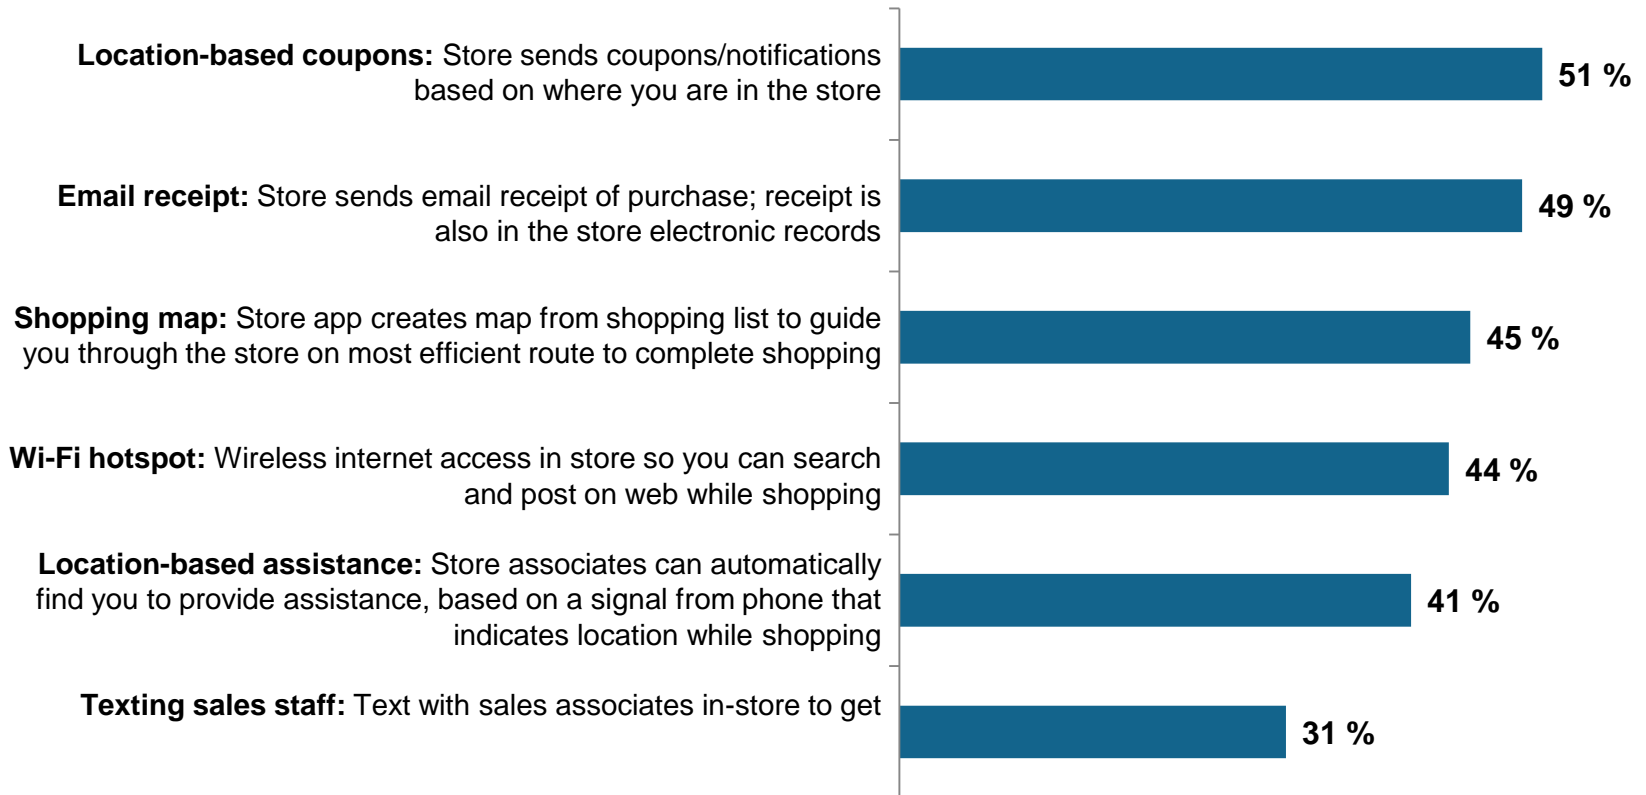 Location-based coupons: Store sends coupons/notifications
based on where you are in the store
51 %
Email receipt: Store sends email receipt of purchase; receipt is
also in the store electronic records
49 %
Shopping map: Store app creates map from shopping list to guide
you through the store on most efficient route to complete shopping
45 %
Wi-Fi hotspot: Wireless internet access in store so you can search
and post on web while shopping
44 %
Location-based assistance: Store associates can automatically
find you to provide assistance, based on a signal from phone that
indicates location while shopping
41 %
Texting sales staff: Text with sales associates in-store to get
31 %